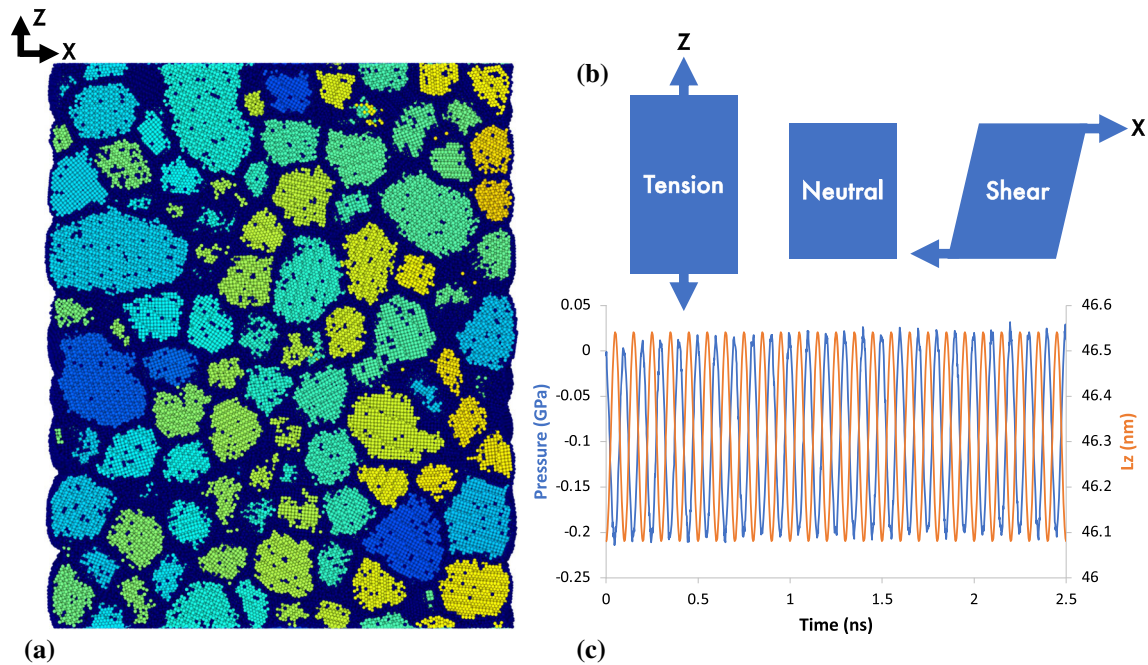 Z
X
(a)
(b)
Z
Tension
Neutral
Shear
X
0.05
0
-0.05
-0.1
-0.15
-0.2
-0.25
Pressure (GPa)
46.6
46.5
46.4
46.3
46.2
46.1
46
Lz (nm)
0 0.5 1 1.5 2 2.5
Time (ns)
(c)